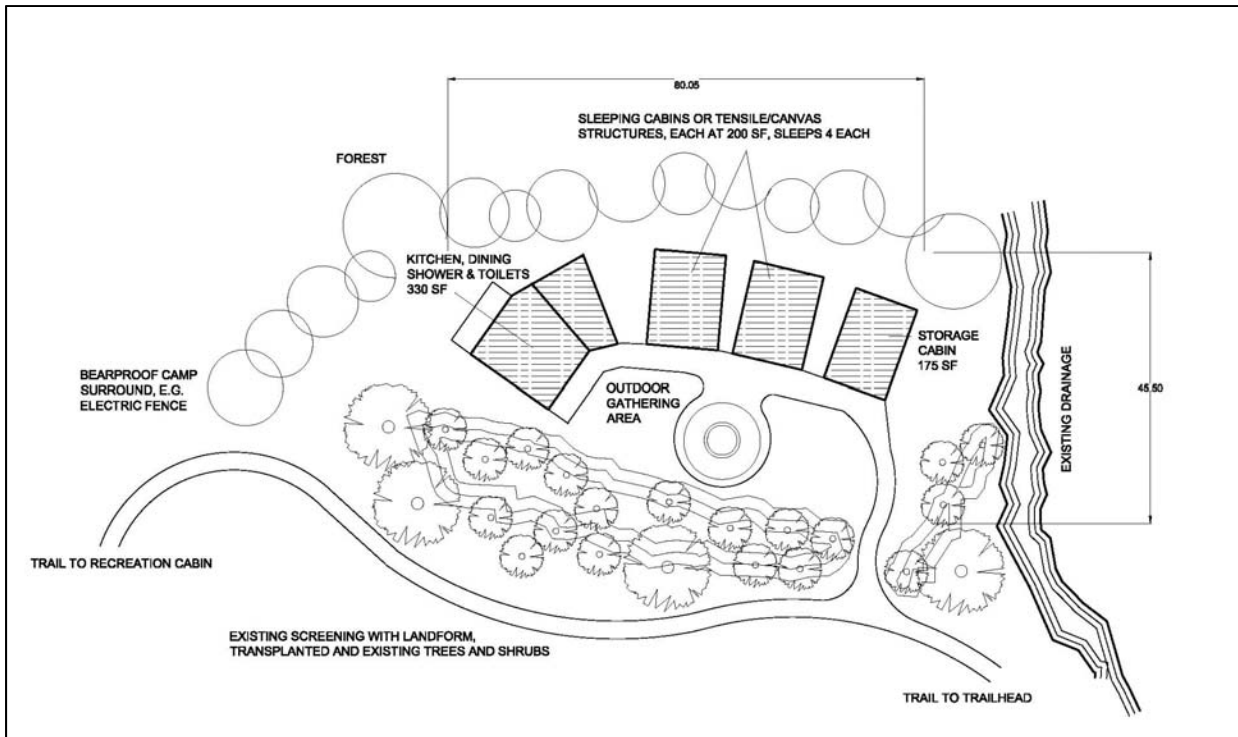 80.05
SLEEPING CABINS OR TENSILE/CANVAS
STRUCTURES, EACH AT 200 SF, SLEEPS 4 EACH
FOREST
KITCHEN, DINING
SHOWER & TOILETS
330 SF
STORAGE
CABIN
175 SF
BEARPROOF CAMP
SURROUND, E.G.
ELECTRIC FENCE
OUTDOOR
GATHERING
AREA
EXISTING DRAINAGE
45.50
TRAIL TO RECREATION CABIN
EXISTING SCREENING WITH LANDFORM,
TRANSPLANTED AND EXISTING TREES AND SHRUBS
TRAIL TO TRAILHEAD